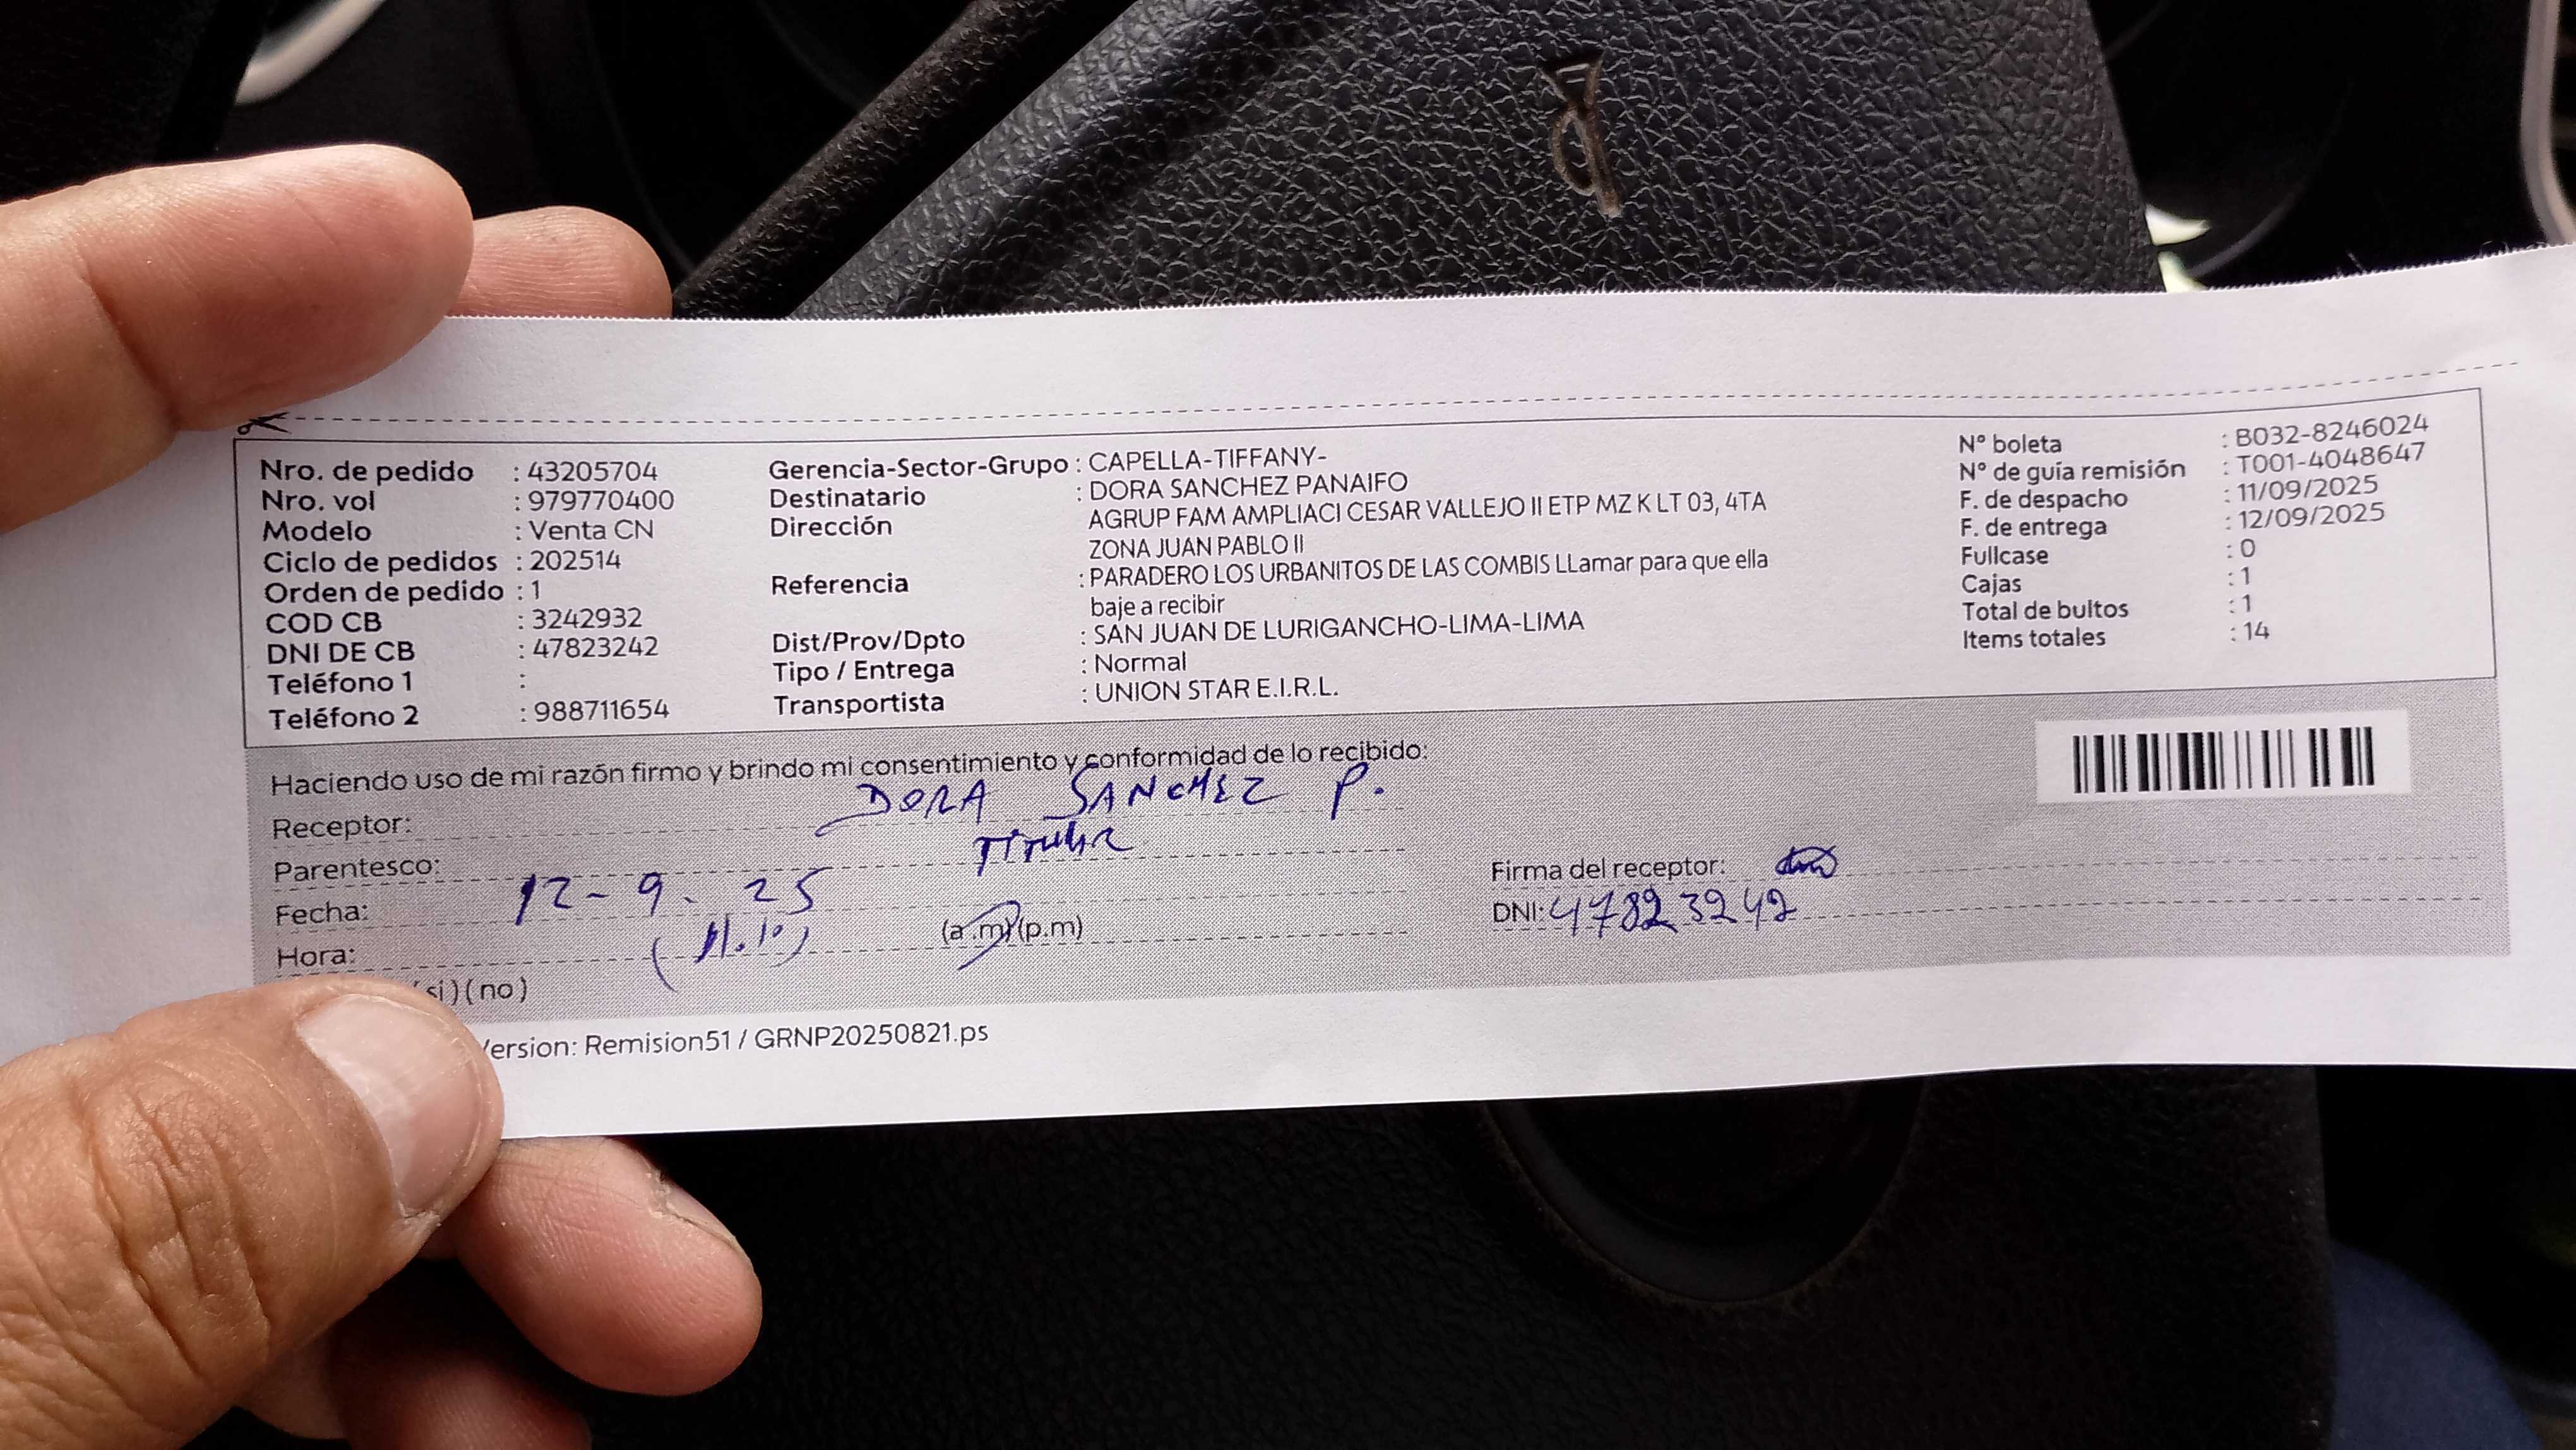 Nro. de pedido : 43205704
Nro. vol : 979770400
Modelo : Venta CN
Ciclo de pedidos : 202514
Orden de pedido : 1
COD CB : 3242932
DNI DE CB : 47823242
Teléfono 1 :
Teléfono 2 : 988711654
Gerencia-Sector-Grupo : CAPELLA-TIFFANY-
Destinatario : DORA SANCHEZ PANAIFO
Dirección AGRUP FAM AMPLIACI CESAR VALLEJO II ETP MZ K LT 03, 4TA
ZONA JUAN PABLO II
Referencia : PARADERO LOS URBANITOS DE LAS COMBIS LLamar para que ella
baje a recibir
Dist/Prov/Dpto : SAN JUAN DE LURIGANCHO-LIMA-LIMA
Tipo / Entrega : Normal
Transportista : UNION STAR E.I.R.L.
N° boleta : B032-8246024
N° de guía remisión : T001-4048647
F. de despacho : 11/09/2025
F. de entrega : 12/09/2025
Fullcase : 0
Cajas : 1
Total de bultos : 1
Items totales : 14
Haciendo uso de mi razón firmo y brindo mi consentimiento y conformidad de lo recibido:
Receptor: DORA SANCHEZ P.
Parentesco: Titular
Fecha: 12-9. 25
Hora: (11.10) (a.m)(p.m)
(si)(no)
Firma del receptor:
DNI: 47823242
Version: Remision51 / GRNP20250821.ps